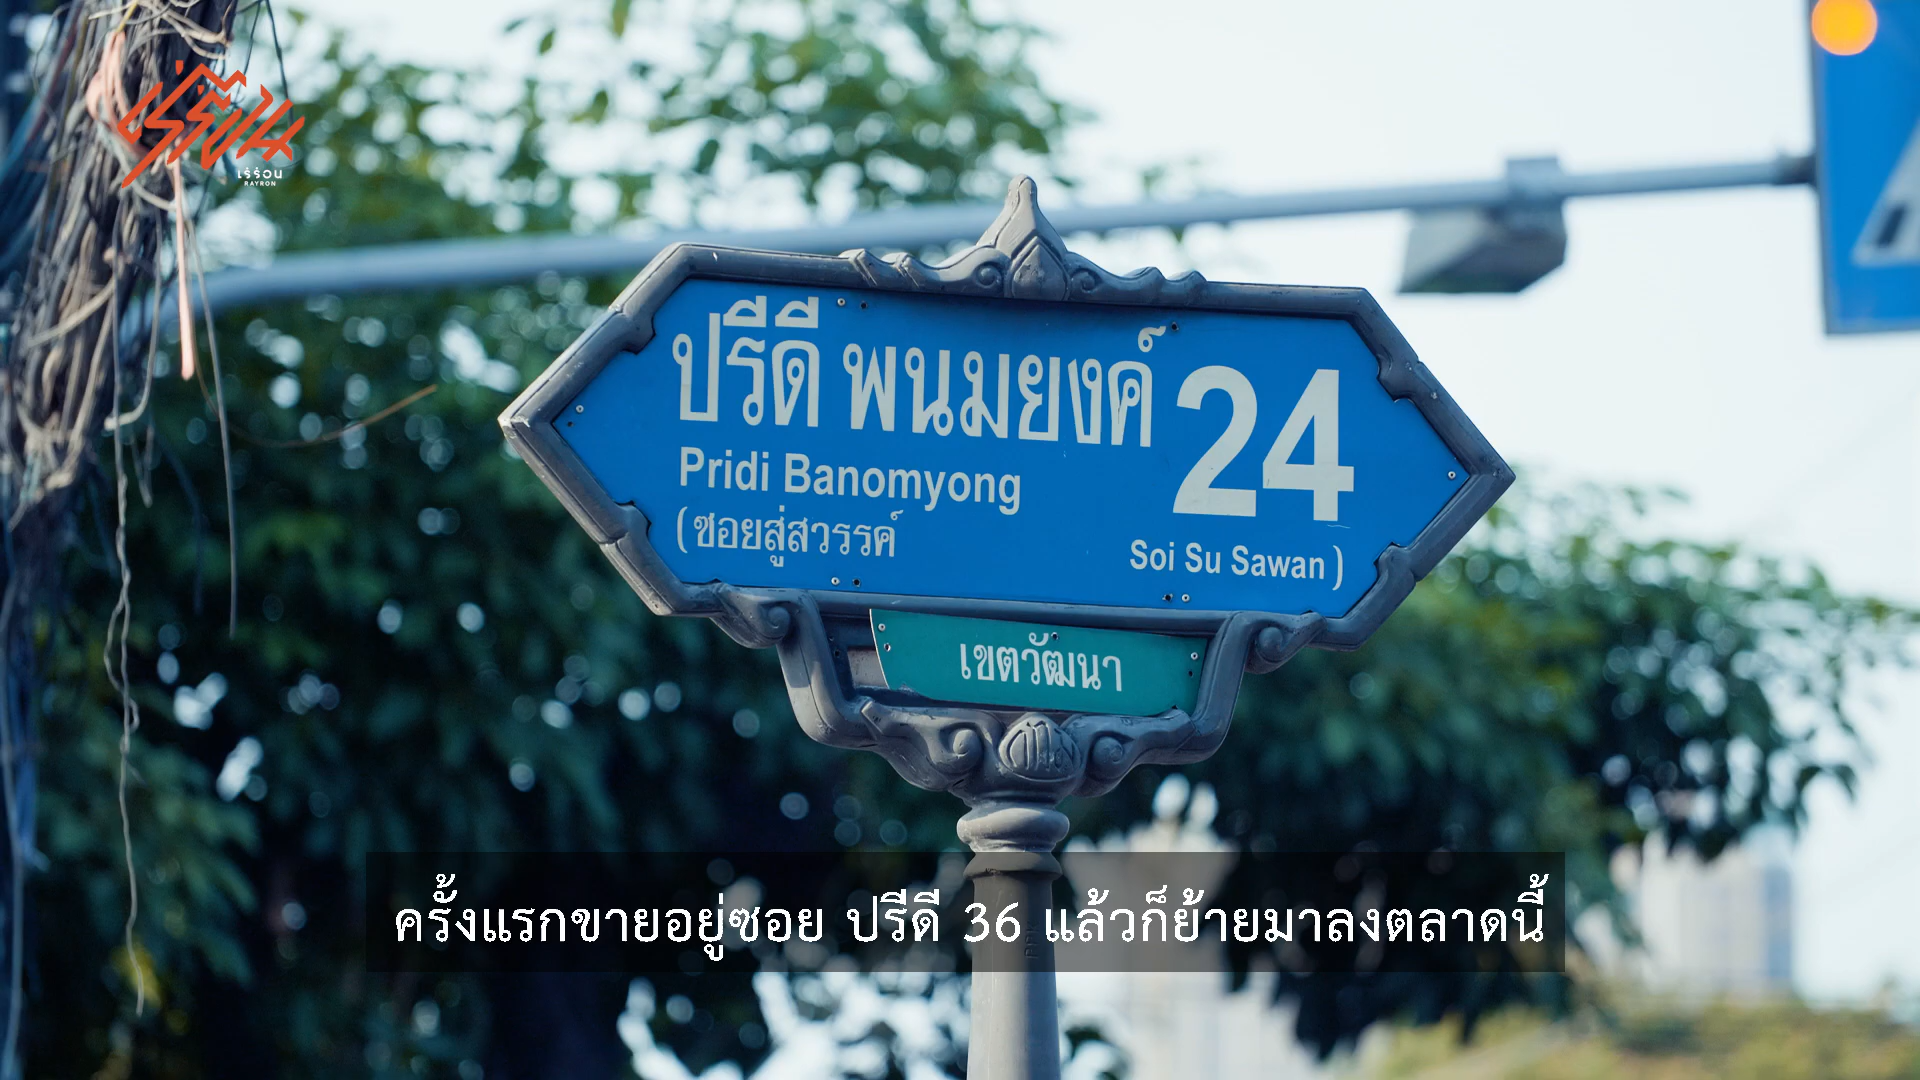 เร่ร่อน
RAYRON
ปรีดี พนมยงค์ 24
Pridi Banomyong
(ซอยสู่สวรรค์ Soi Su Sawan)
เขตวัฒนา
ครั้งแรกขายอยู่ซอย ปรีดี 36 แล้วก็ย้ายมาลงตลาดนี้